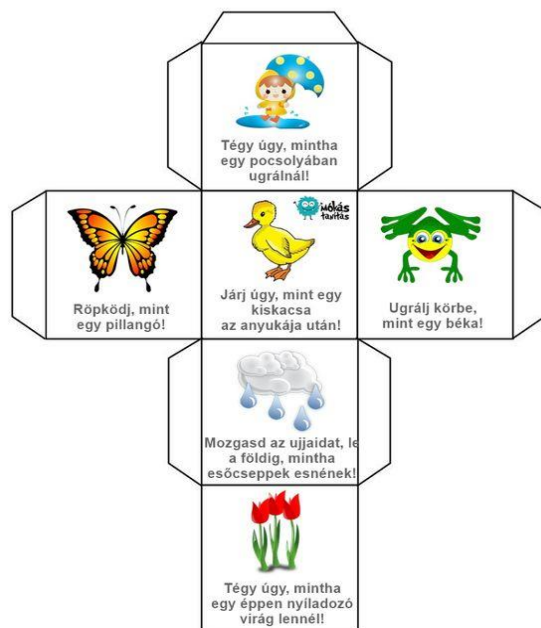 Tégy úgy, mintha
egy pocsolyában
ugrálnál!
Röpködj, mint
egy pillangó!
mókás
tanítás
Járj úgy, mint egy
kiskacsa
az anyukája után!
Ugrálj körbe,
mint egy béka!
Mozgasd az ujjaidat, le
a földig, mintha
esőcseppek esnének!
Tégy úgy, mintha
egy éppen nyíladozó
virág lennél!